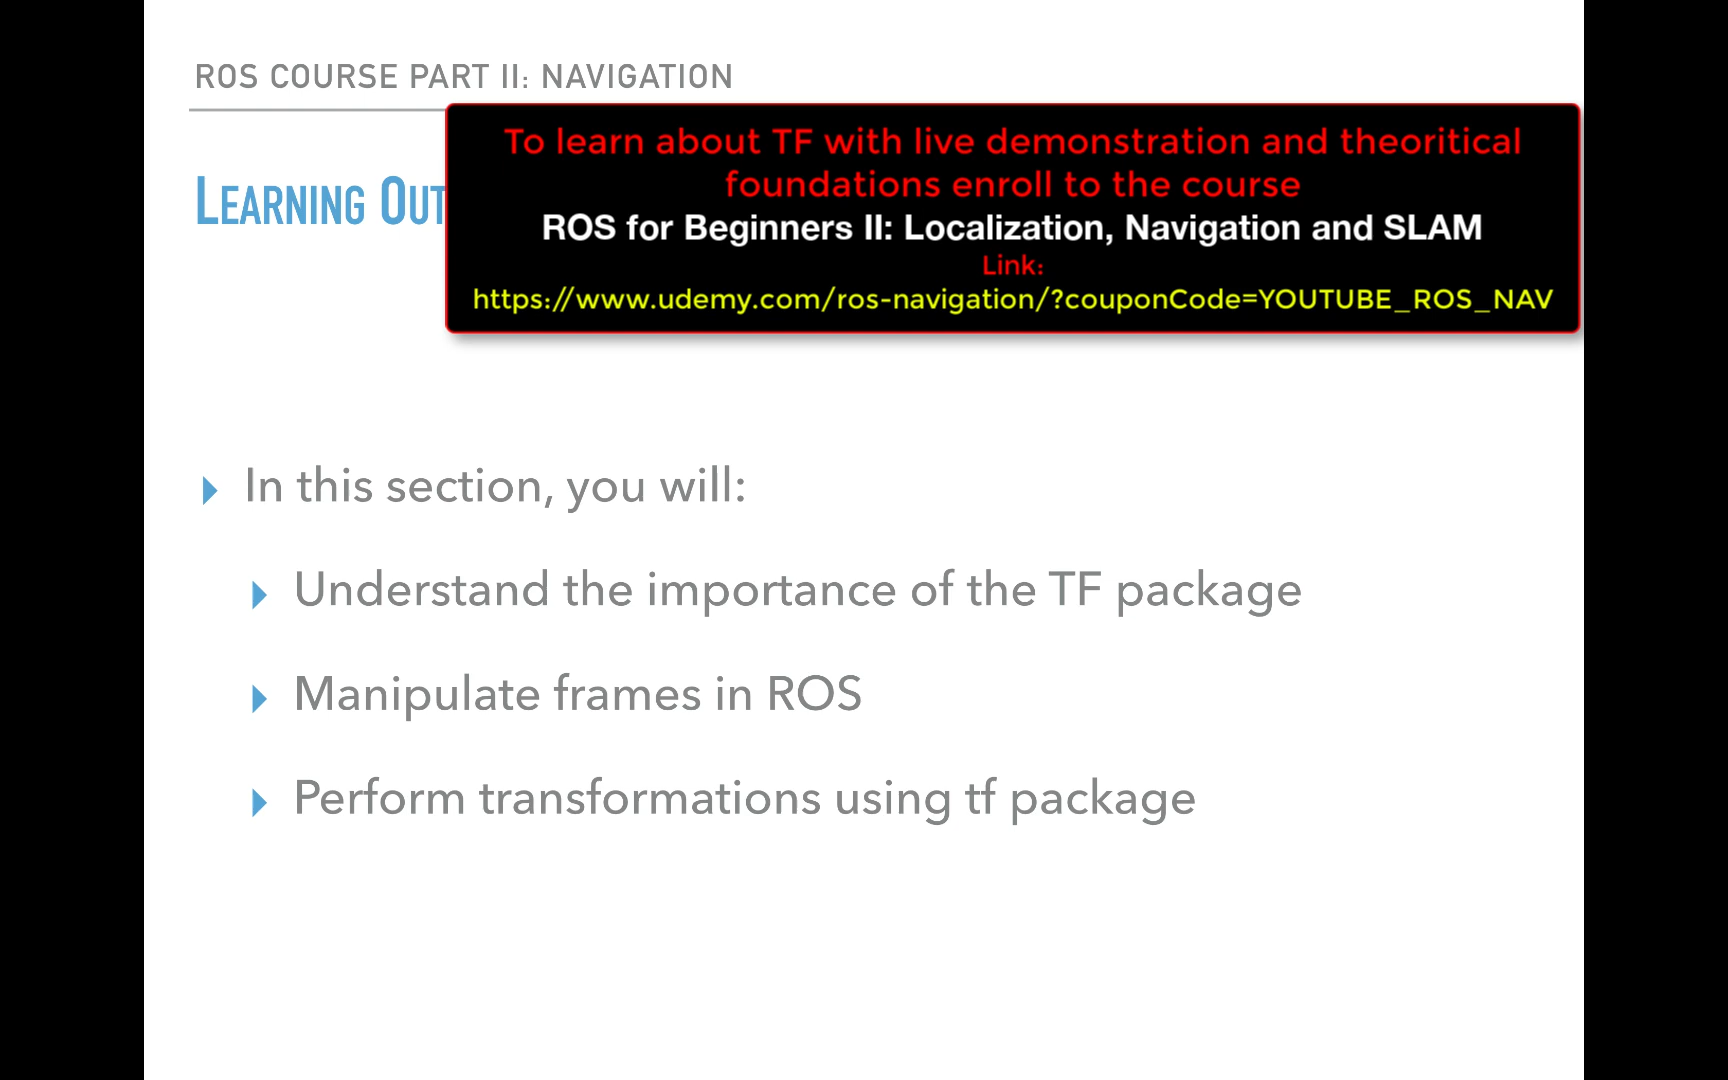 ROS COURSE PART II: NAVIGATION
To learn about TF with live demonstration and theoritical
foundations enroll to the course
LEARNING OUT
ROS for Beginners II: Localization, Navigation and SLAM
Link:
https://www.udemy.com/ros-navigation/?couponCode=YOUTUBE_ROS_NAV
In this section, you will:
Understand the importance of the TF package
Manipulate frames in ROS
Perform transformations using tf package